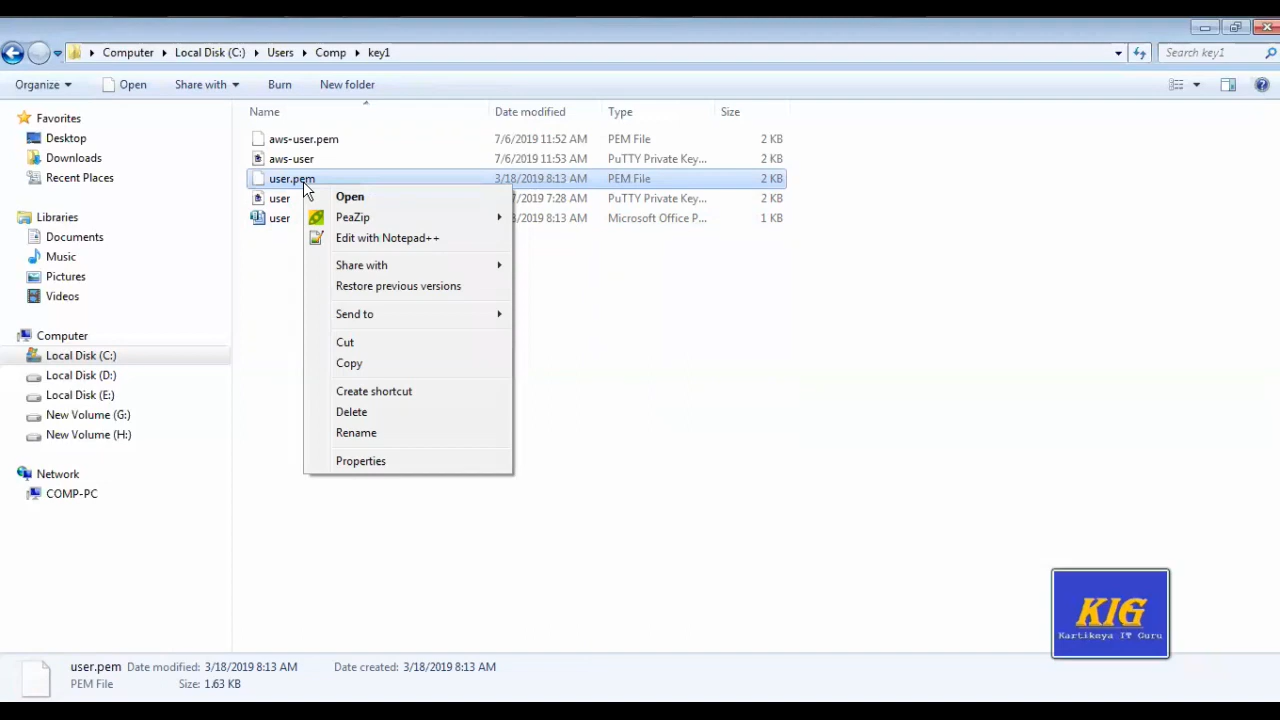 Computer Local Disk (C:) Users Comp key1 Search key1
Organize Open Share with Burn New folder
Favorites
Desktop
Downloads
Recent Places
Libraries
Documents
Music
Pictures
Videos
Computer
Local Disk (C:)
Local Disk (D:)
Local Disk (E:)
New Volume (G:)
New Volume (H:)
Network
COMP-PC
Name Date modified Type Size
aws-user.pem 7/6/2019 11:52 AM PEM File 2 KB
aws-user 7/6/2019 11:53 AM PuTTY Private Key... 2 KB
user.pem 3/18/2019 8:13 AM PEM File 2 KB
user 7/2019 7:28 AM PuTTY Private Key... 2 KB
user 8/2019 8:13 AM Microsoft Office P... 1 KB
Open
PeaZip
Edit with Notepad++
Share with
Restore previous versions
Send to
Cut
Copy
Create shortcut
Delete
Rename
Properties
KIG
Kartikeya IT Guru
user.pem Date modified: 3/18/2019 8:13 AM Date created: 3/18/2019 8:13 AM
PEM File Size: 1.63 KB